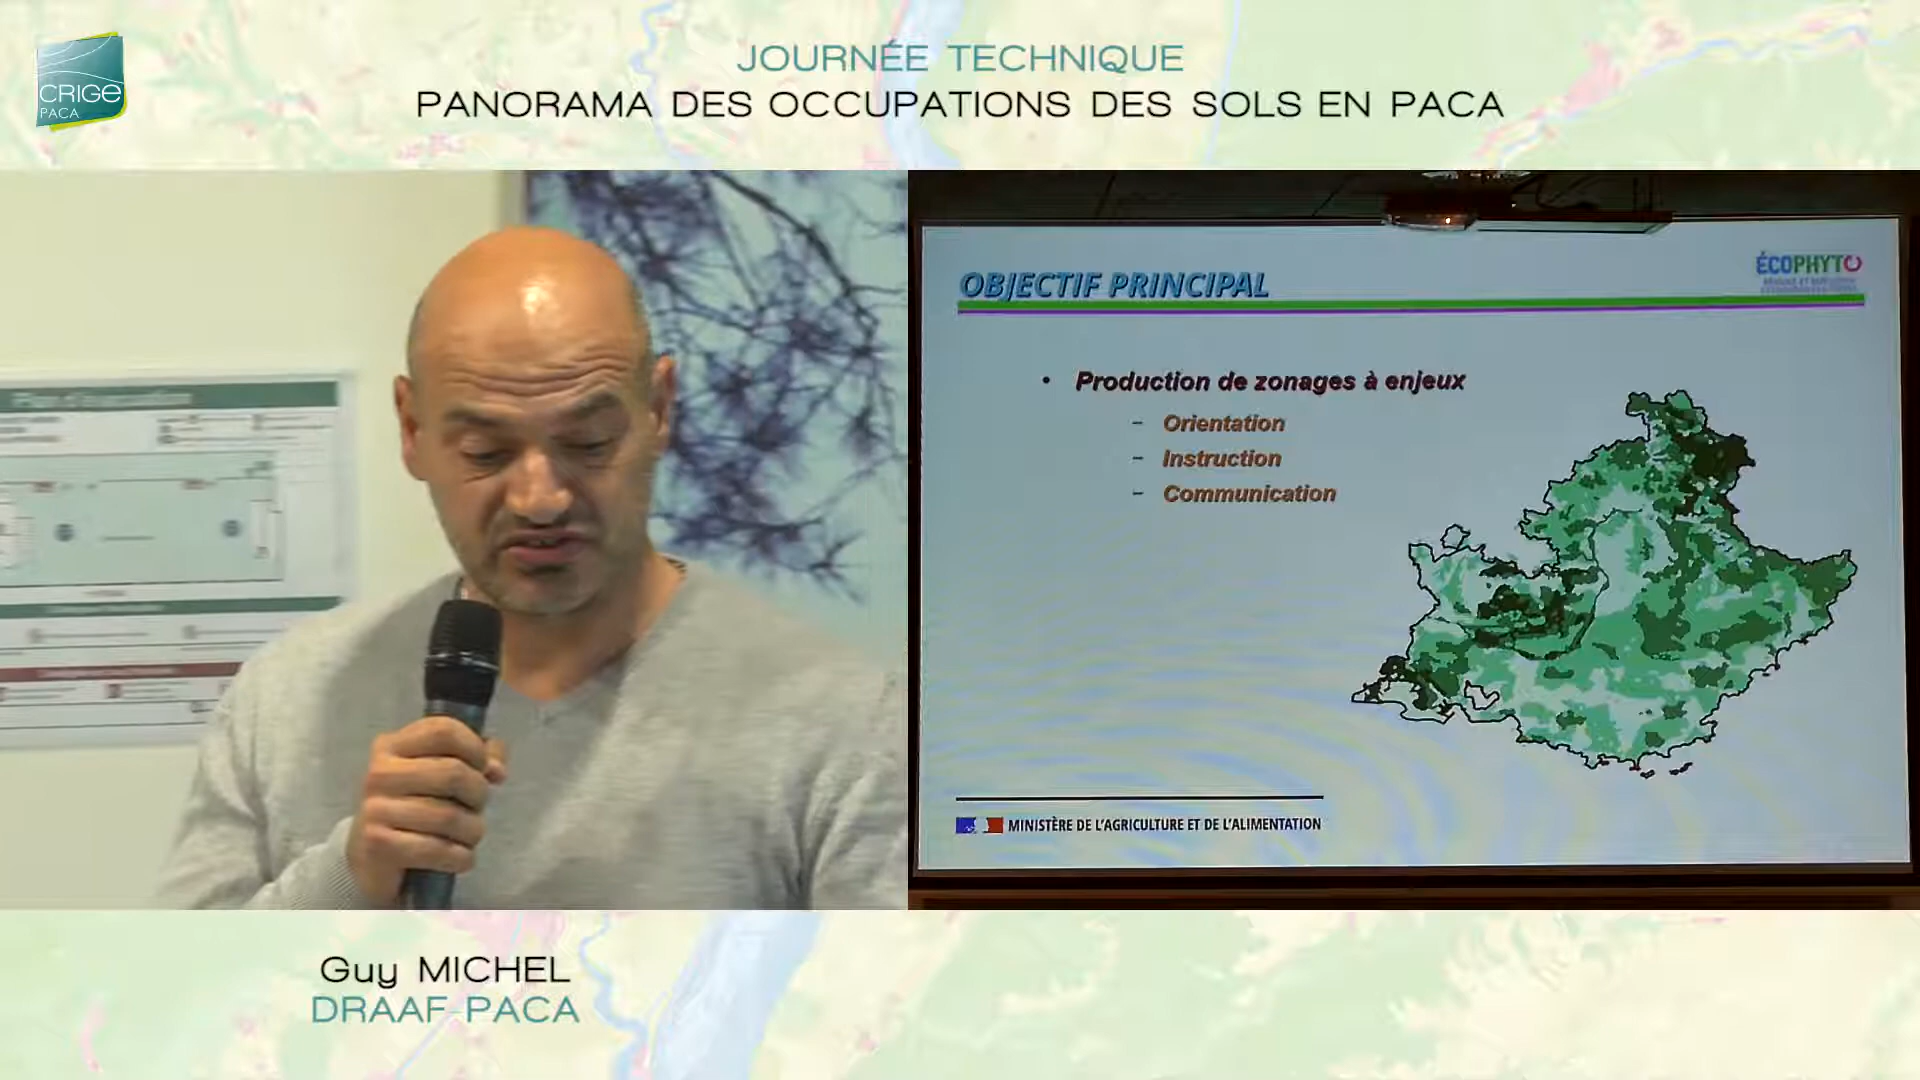 JOURNÉE TECHNIQUE
PANORAMA DES OCCUPATIONS DES SOLS EN PACA
CRIGe
PACA
OBJECTIF PRINCIPAL
ÉCOPHYTO
• Production de zonages à enjeux
– Orientation
– Instruction
– Communication
MINISTÈRE DE L'AGRICULTURE ET DE L'ALIMENTATION
Guy MICHEL
DRAAF-PACA